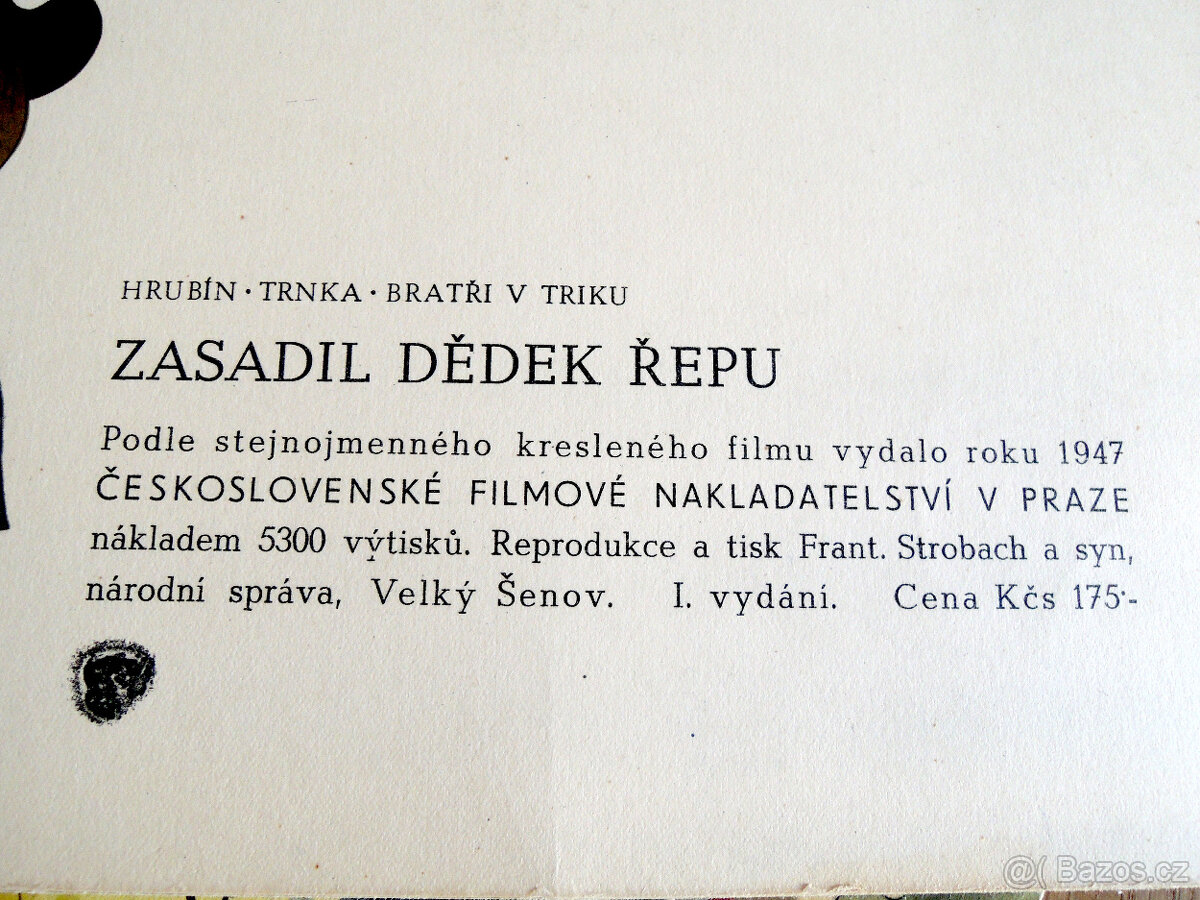 HRUBÍN · TRNKA · BRATŘI V TRIKU
ZASADIL DĚDEK ŘEPU
Podle stejnojmenného kresleného filmu vydalo roku 1947
ČESKOSLOVENSKÉ FILMOVÉ NAKLADATELSTVÍ V PRAZE
nákladem 5300 výtisků. Reprodukce a tisk Frant. Strobach a syn,
národní správa, Velký Šenov. I. vydání. Cena Kčs 175·-
@( Bazos.cz